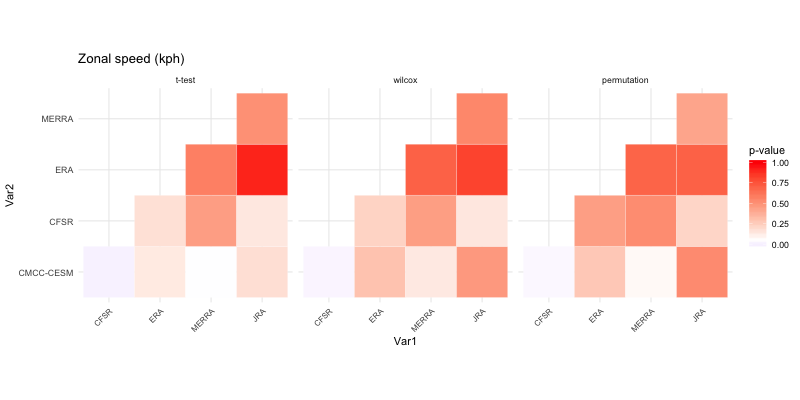 Zonal speed (kph)
t-test
wilcox
permutation
MERRA
ERA
CFSR
CMCC-CESM
Var2
CFSR
ERA
MERRA
JRA
CFSR
ERA
MERRA
JRA
CFSR
ERA
MERRA
JRA
Var1
p-value
1.00
0.75
0.50
0.25
0.00